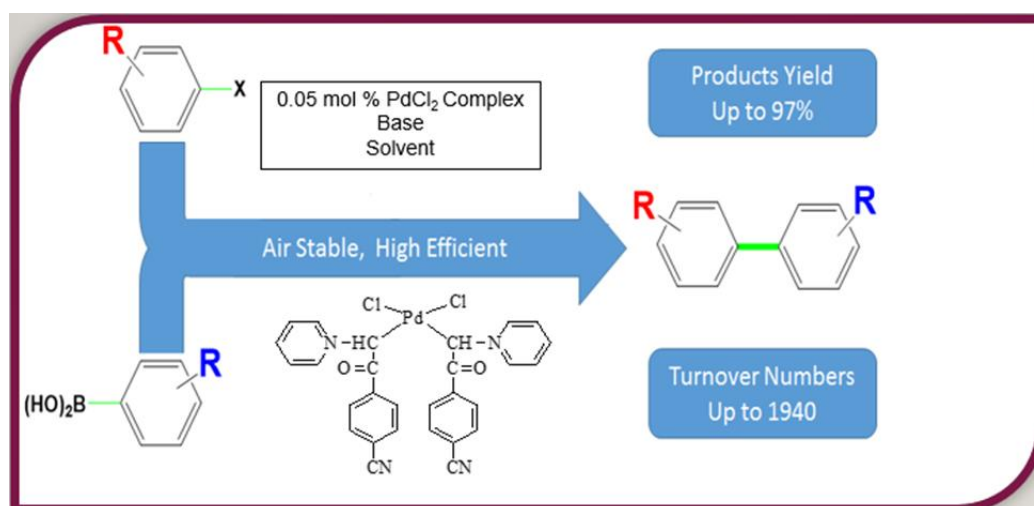 R
X
0.05 mol % PdCl₂ Complex
Base
Solvent
Products Yield
Up to 97%
Air Stable, High Efficient
R
R
R
(HO)₂B
Cl
Cl
Pd
N
HC
CH
N
O
C
C
O
CN
CN
Turnover Numbers
Up to 1940